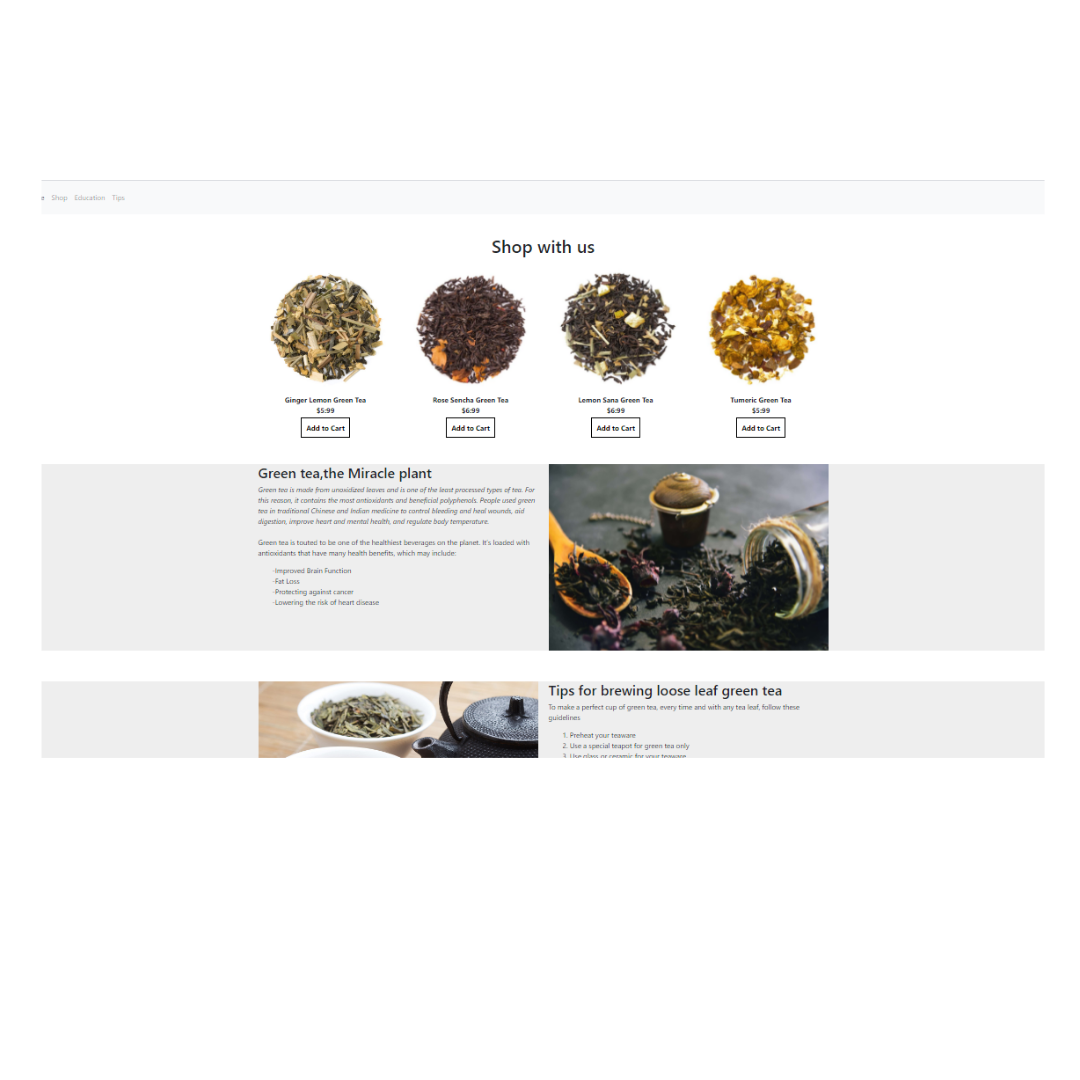 Shop Education Tips
Shop with us
Ginger Lemon Green Tea
$5:99
Add to Cart
Rose Sencha Green Tea
$6:99
Add to Cart
Lemon Sana Green Tea
$6:99
Add to Cart
Tumeric Green Tea
$5:99
Add to Cart
Green tea,the Miracle plant
Green tea is made from unoxidized leaves and is one of the least processed types of tea. For
this reason, it contains the most antioxidants and beneficial polyphenols. People used green
tea in traditional Chinese and Indian medicine to control bleeding and heal wounds, aid
digestion, improve heart and mental health, and regulate body temperature.
Green tea is touted to be one of the healthiest beverages on the planet. It's loaded with
antioxidants that have many health benefits, which may include:
-Improved Brain Function
-Fat Loss
-Protecting against cancer
-Lowering the risk of heart disease
Tips for brewing loose leaf green tea
To make a perfect cup of green tea, every time and with any tea leaf, follow these
guidelines
1. Preheat your teaware
2. Use a special teapot for green tea only
3. Use glass or ceramic for your teaware